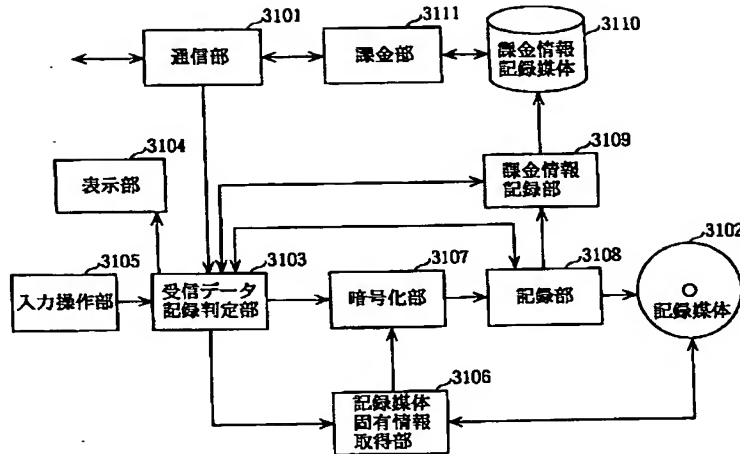 3101
通信部
3111
課金部
3110
課金情報
記録媒体
3104
表示部
3109
課金情報
記録部
3105
入力操作部
3103
受信データ
記録判定部
3107
暗号化部
3108
記録部
3102
記録媒体
3106
記録媒体
固有情報
取得部